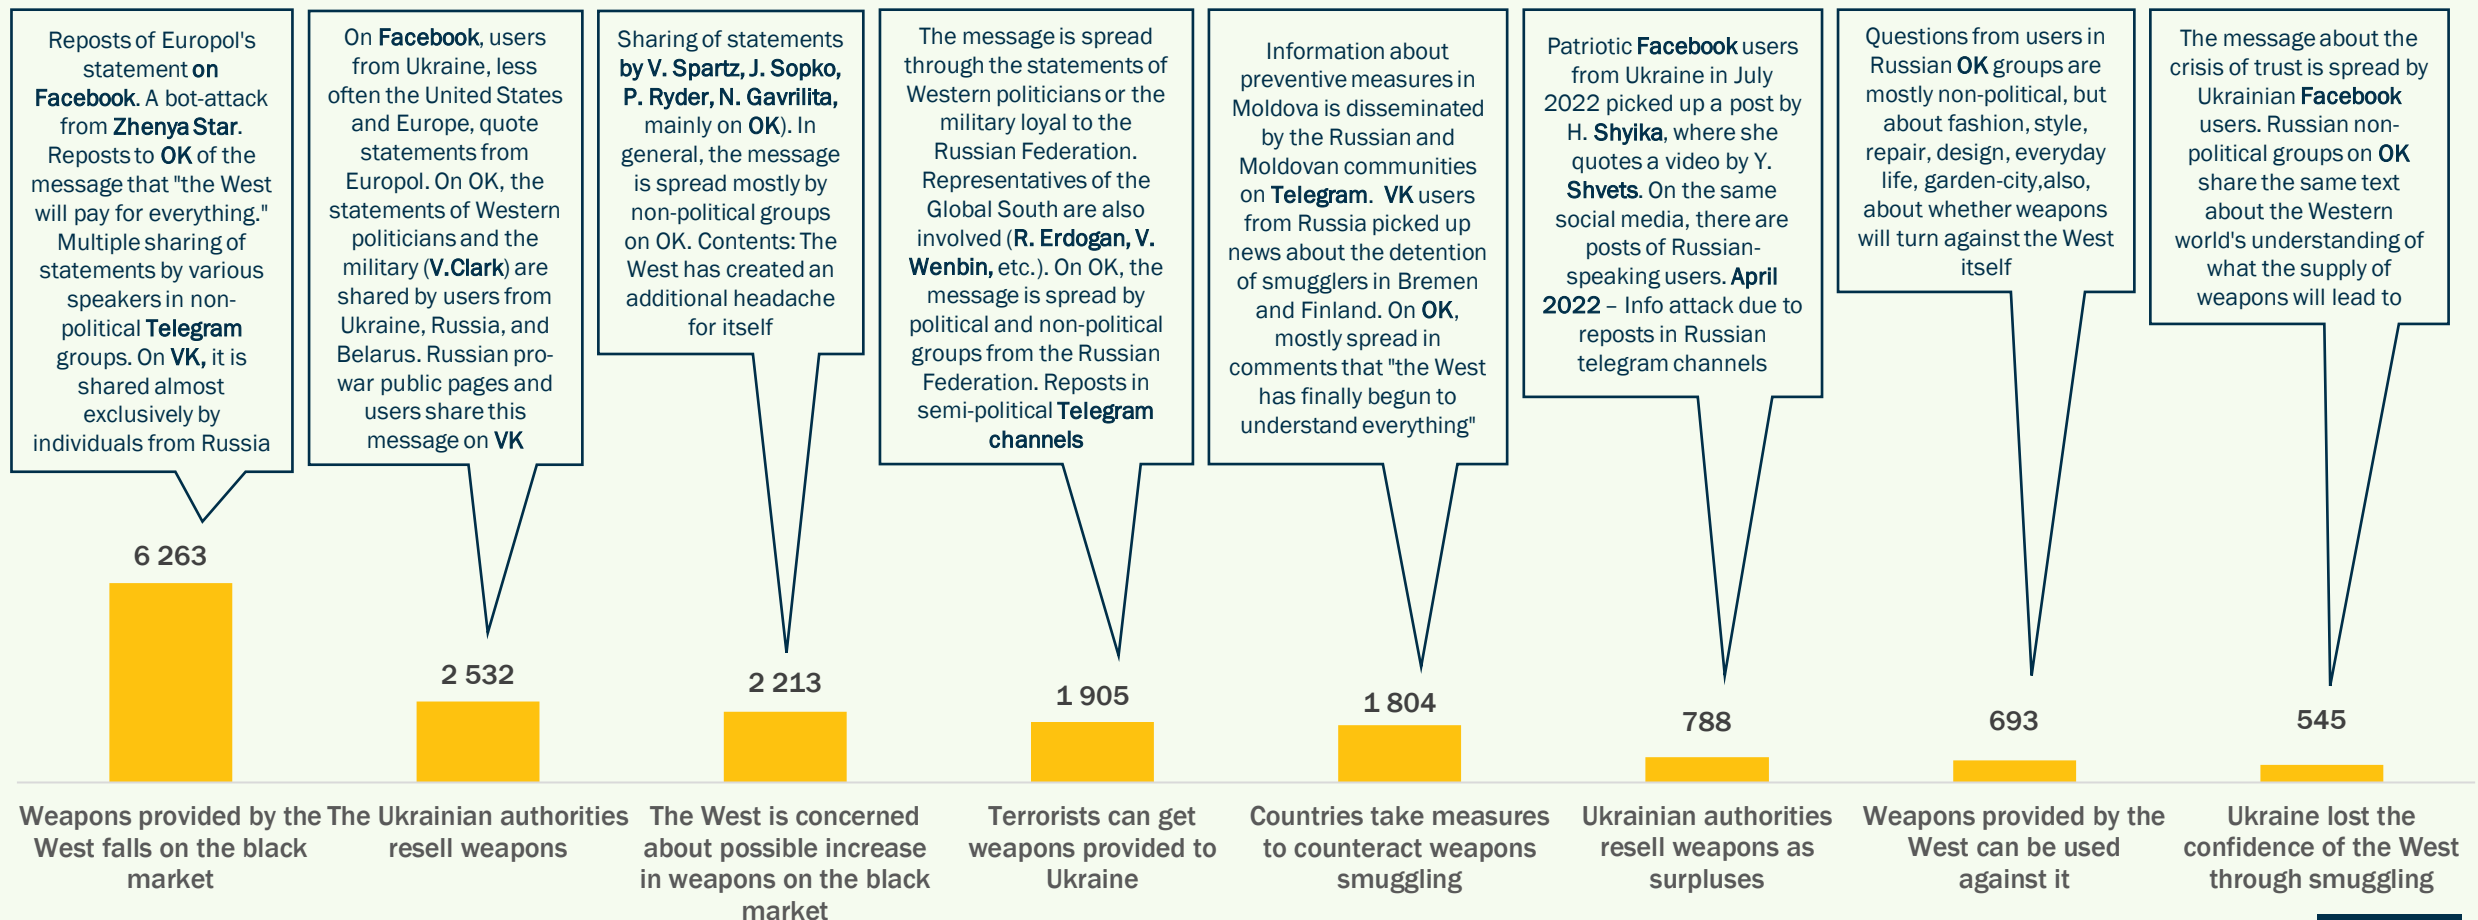 Reposts of Europol's
statement on
Facebook. A bot-attack
from Zhenya Star.
Reposts to OK of the
message that "the West
will pay for everything."
Multiple sharing of
statements by various
speakers in non-
political Telegram
groups. On VK, it is
shared almost
exclusively by
individuals from Russia
On Facebook, users
from Ukraine, less
often the United States
and Europe, quote
statements from
Europol. On OK, the
statements of Western
politicians and the
military (V.Clark) are
shared by users from
Ukraine, Russia, and
Belarus. Russian pro-
war public pages and
users share this
message on VK
Sharing of statements
by V. Spartz, J. Sopko,
P. Ryder, N. Gavrilita,
mainly on OK). In
general, the message
is spread mostly by
non-political groups
on OK. Contents: The
West has created an
additional headache
for itself
The message is spread
through the statements of
Western politicians or the
military loyal to the
Russian Federation.
Representatives of the
Global South are also
involved (R. Erdogan, V.
Wenbin, etc.). On OK, the
message is spread by
political and non-political
groups from the Russian
Federation. Reposts in
semi-political Telegram
channels
Information about
preventive measures in
Moldova is disseminated
by the Russian and
Moldovan communities
on Telegram. VK users
from Russia picked up
news about the detention
of smugglers in Bremen
and Finland. On OK,
mostly spread in
comments that "the West
has finally begun to
understand everything"
Patriotic Facebook users
from Ukraine in July
2022 picked up a post by
H. Shyika, where she
quotes a video by Y.
Shvets. On the same
social media, there are
posts of Russian-
speaking users. April
2022 – Info attack due to
reposts in Russian
telegram channels
Questions from users in
Russian OK groups are
mostly non-political, but
about fashion, style,
repair, design, everyday
life, garden-city,also,
about whether weapons
will turn against the West
itself
The message about the
crisis of trust is spread by
Ukrainian Facebook
users. Russian non-
political groups on OK
share the same text
about the Western
world's understanding of
what the supply of
weapons will lead to
6 263
2 532
2 213
1 905
1 804
788
693
545
Weapons provided by the
West falls on the black
market
The Ukrainian authorities
resell weapons
The West is concerned
about possible increase
in weapons on the black
market
Terrorists can get
weapons provided to
Ukraine
Countries take measures
to counteract weapons
smuggling
Ukrainian authorities
resell weapons as
surpluses
Weapons provided by the
West can be used
against it
Ukraine lost the
confidence of the West
through smuggling